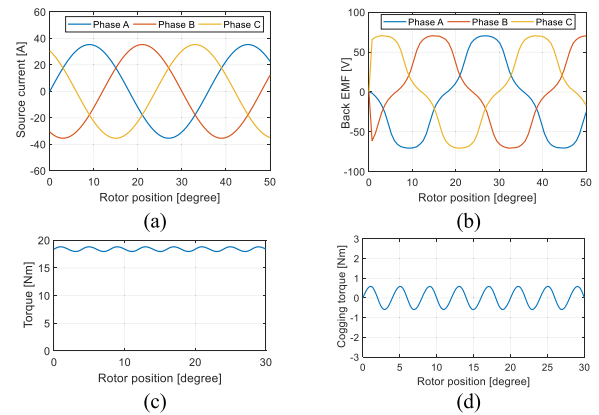 Phase A Phase B Phase C
60
40
20
0
-20
-40
-60
Source current [A]
0 10 20 30 40 50
Rotor position [degree]
(a)
Phase A Phase B Phase C
100
50
0
-50
-100
Back EMF [V]
0 10 20 30 40 50
Rotor position [degree]
(b)
20
15
10
5
0
Torque [Nm]
0 10 20 30
Rotor position [degree]
(c)
3
2
1
0
-1
-2
-3
Cogging torque [Nm]
0 5 10 15 20 25 30
Rotor position [degree]
(d)